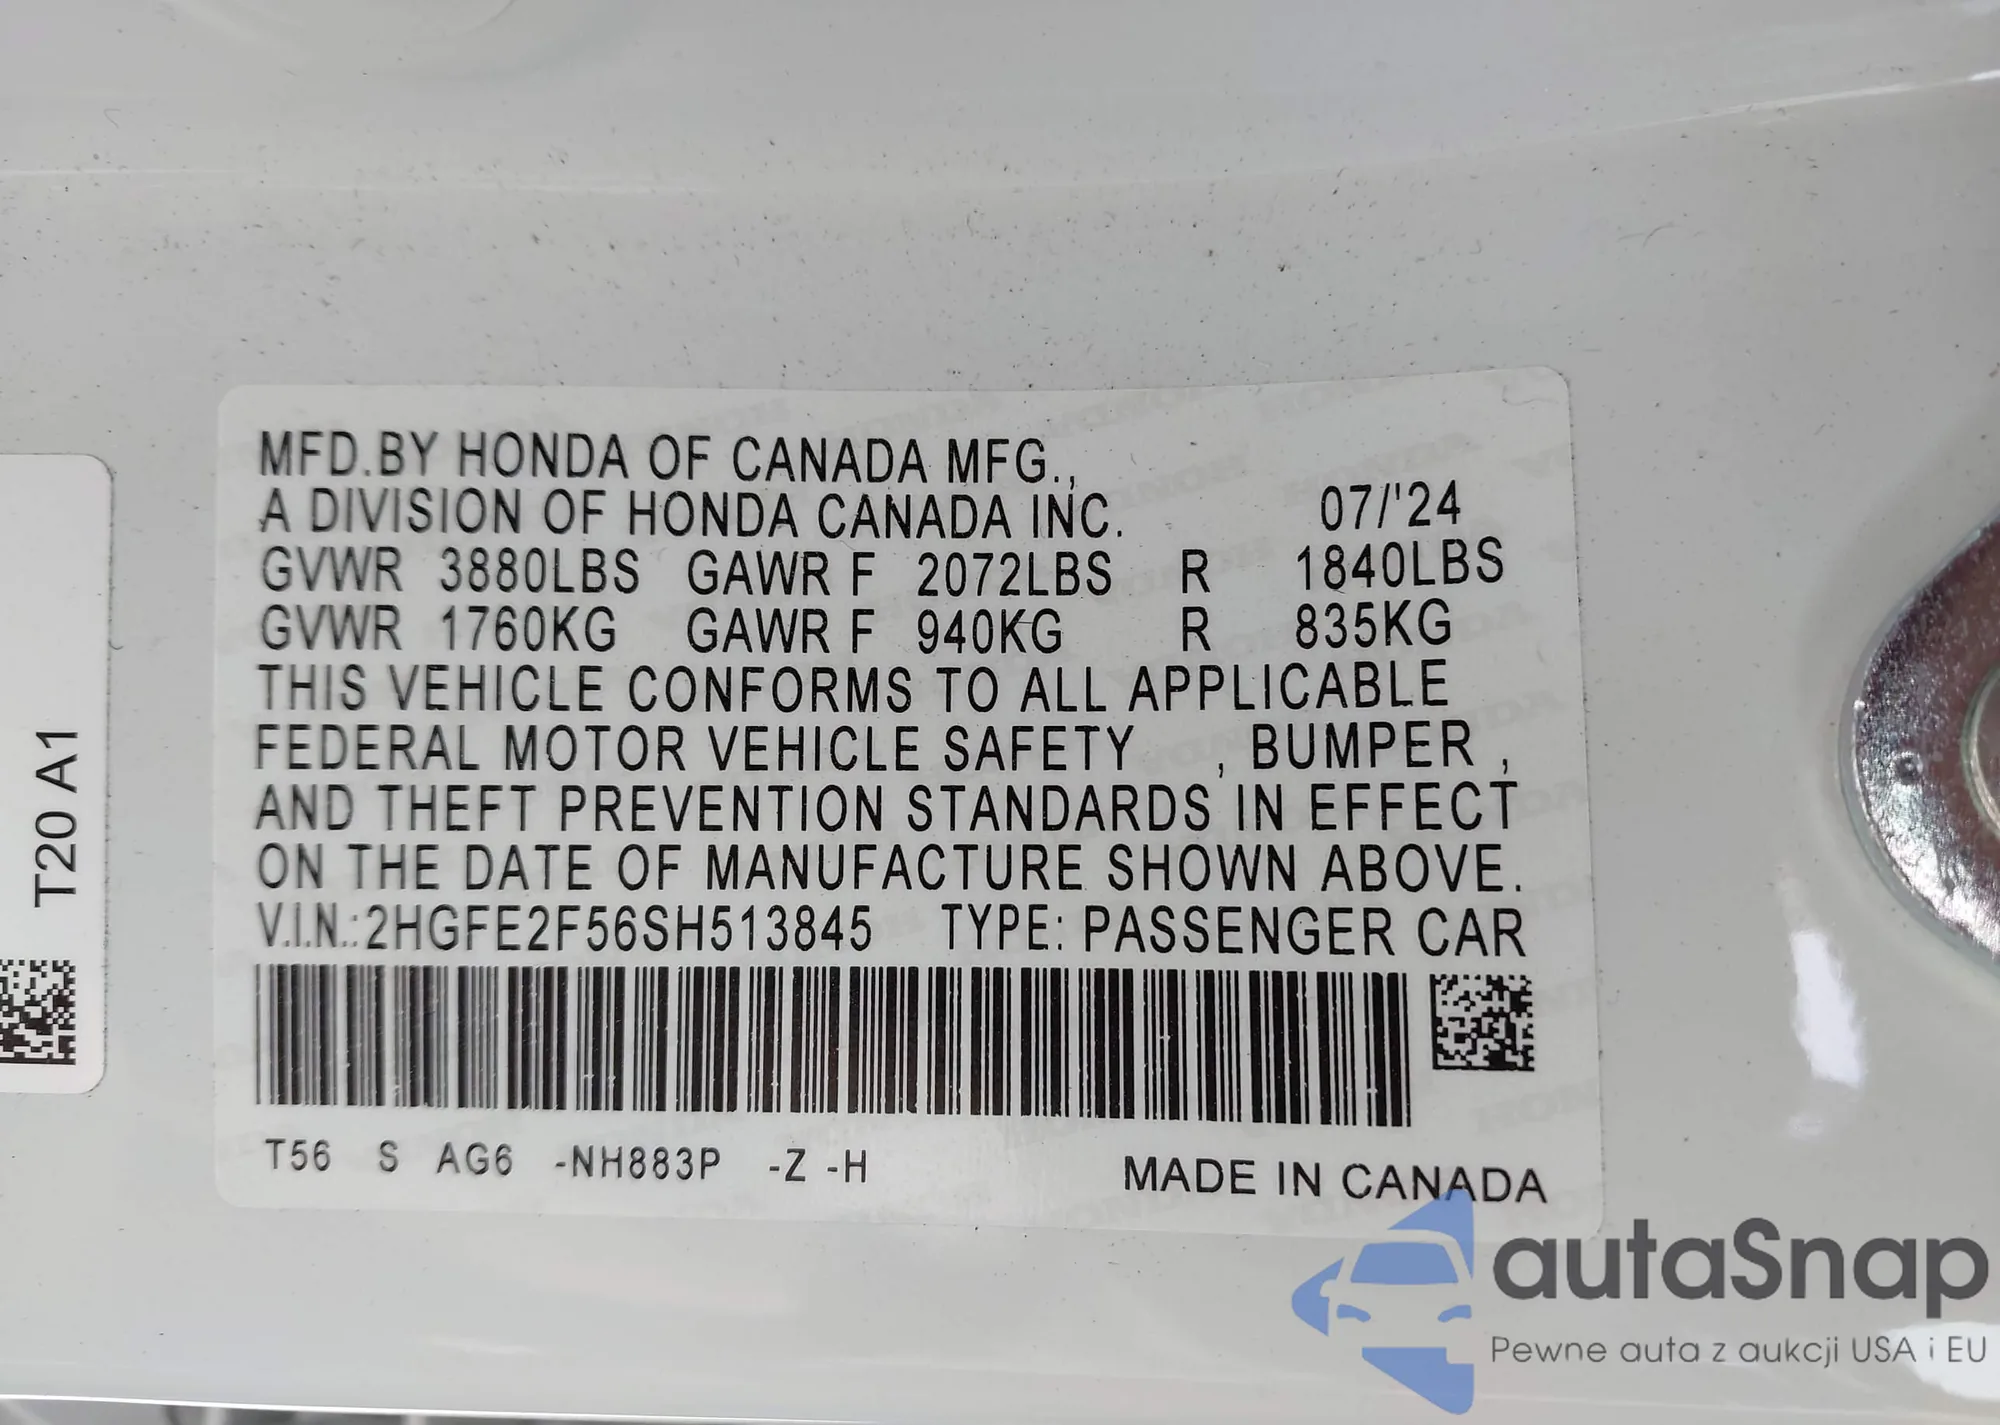 MFD.BY HONDA OF CANADA MFG.,
A DIVISION OF HONDA CANADA INC. 07/'24
GVWR 3880LBS GAWR F 2072LBS R 1840LBS
GVWR 1760KG GAWR F 940KG R 835KG
THIS VEHICLE CONFORMS TO ALL APPLICABLE
FEDERAL MOTOR VEHICLE SAFETY , BUMPER ,
AND THEFT PREVENTION STANDARDS IN EFFECT
ON THE DATE OF MANUFACTURE SHOWN ABOVE.
V.I.N.:2HGFE2F56SH513845 TYPE: PASSENGER CAR
T56 S AG6 -NH883P -Z -H
MADE IN CANADA
T20 A1
autaSnap
Pewne auta z aukcji USA i EU